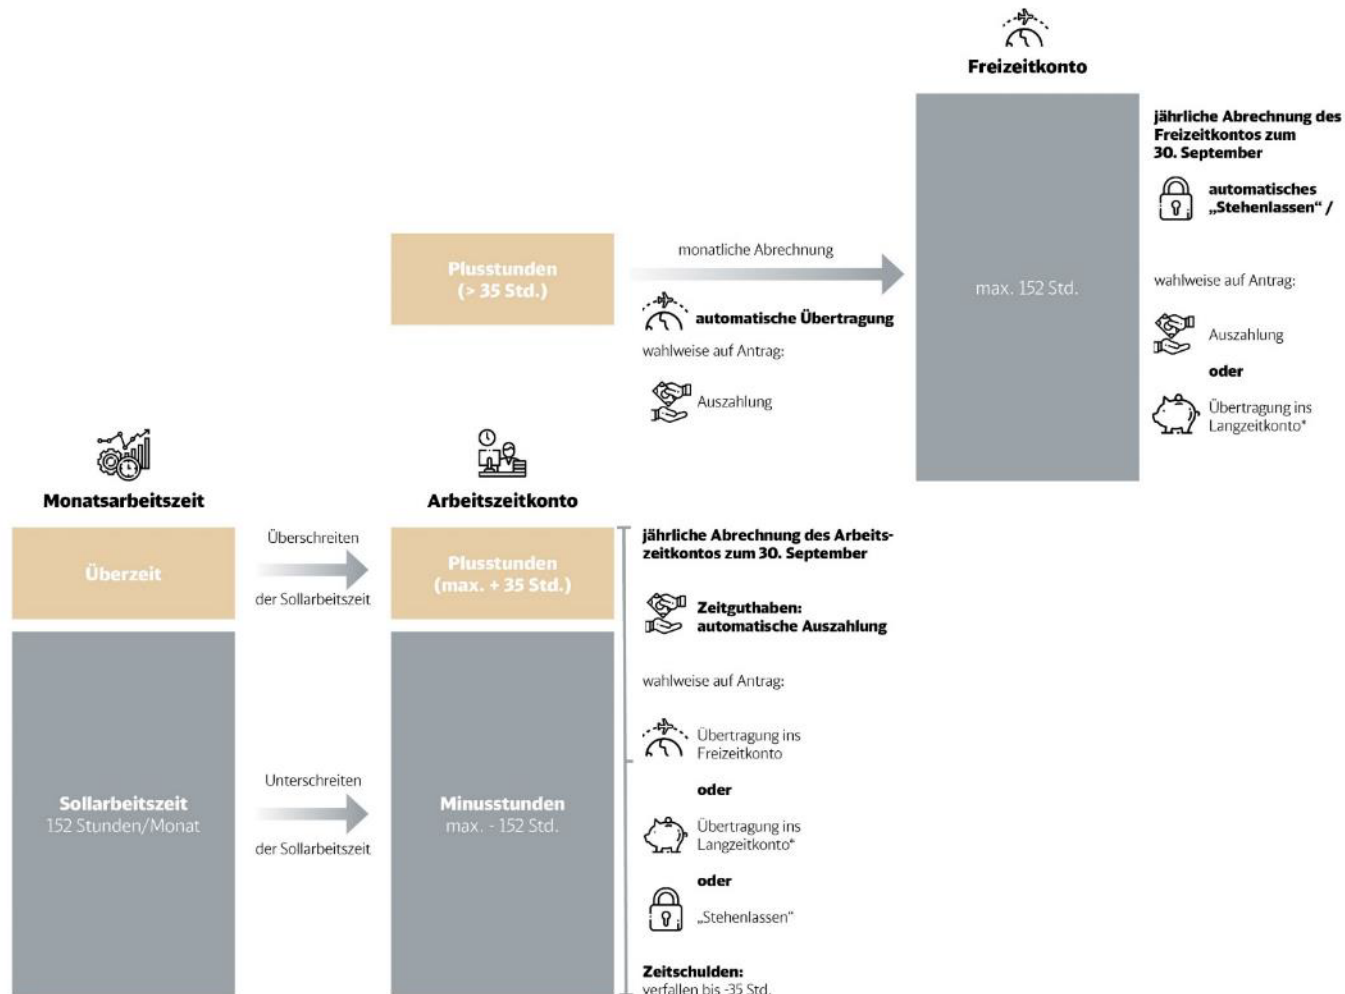 Freizeitkonto
max. 152 Std.
jährliche Abrechnung des
Freizeitkontos zum
30. September
automatisches
„Stehenlassen“ /
wahlweise auf Antrag:
Auszahlung
oder
Übertragung ins
Langzeitkonto*
Plusstunden
(> 35 Std.)
monatliche Abrechnung
automatische Übertragung
wahlweise auf Antrag:
Auszahlung
Monatsarbeitszeit
Überzeit
Sollarbeitszeit
152 Stunden/Monat
Überschreiten
der Sollarbeitszeit
Unterschreiten
der Sollarbeitszeit
Arbeitszeitkonto
Plusstunden
(max. + 35 Std.)
Minusstunden
max. - 152 Std.
jährliche Abrechnung des Arbeits-
zeitkontos zum 30. September
Zeitguthaben:
automatische Auszahlung
wahlweise auf Antrag:
Übertragung ins
Freizeitkonto
oder
Übertragung ins
Langzeitkonto*
oder
„Stehenlassen“
Zeitschulden:
verfallen bis -35 Std.